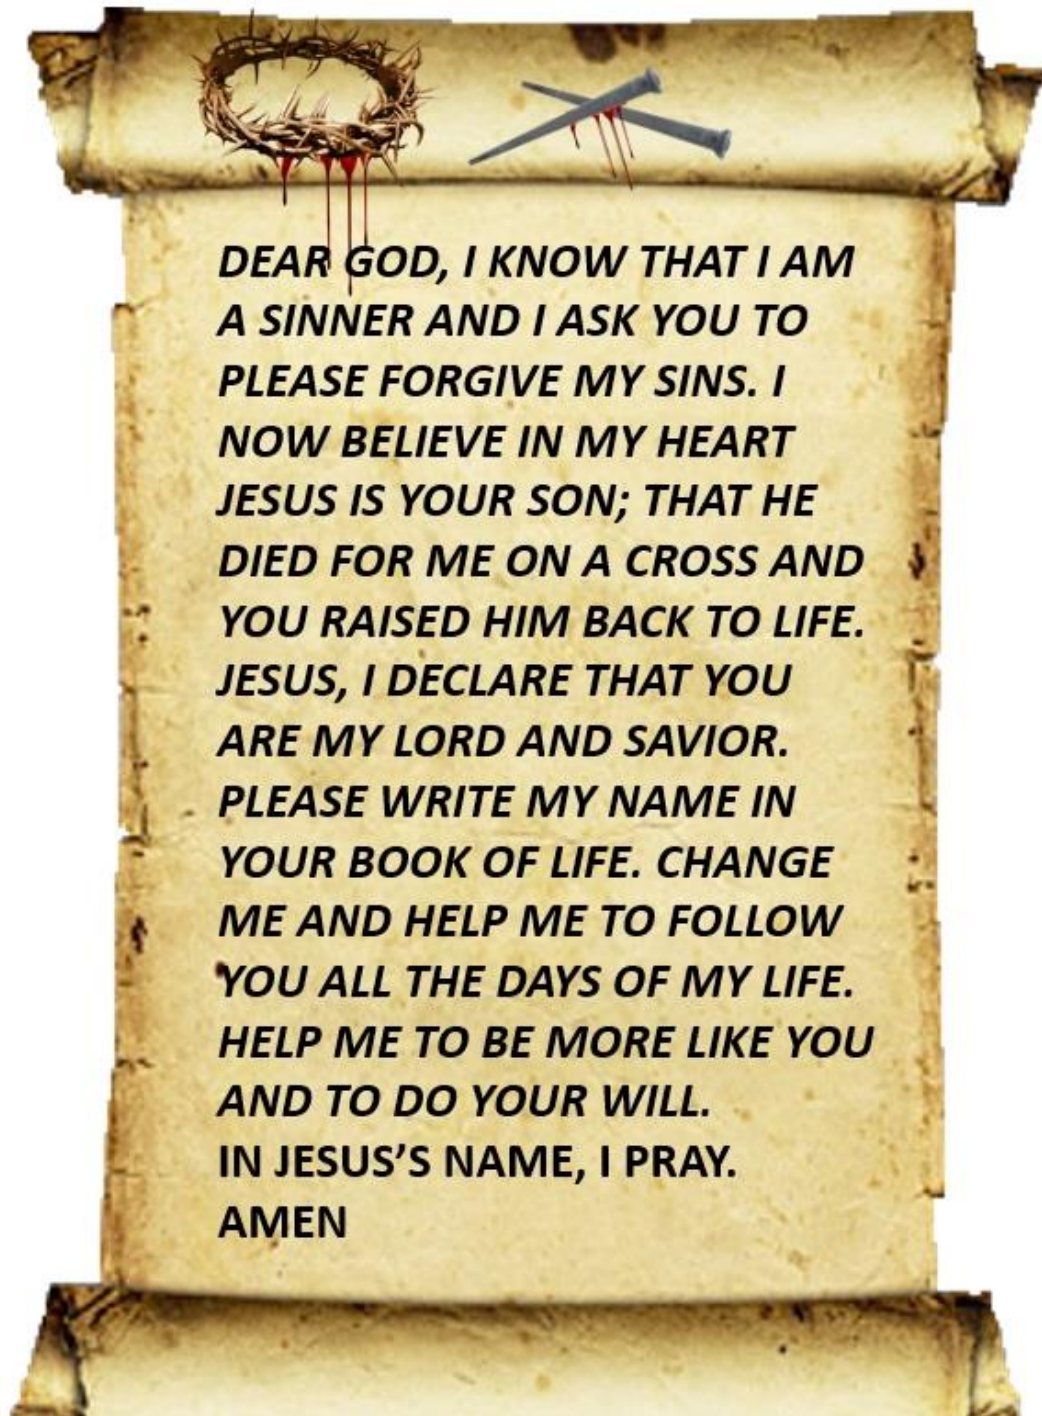 DEAR GOD, I KNOW THAT I AM
A SINNER AND I ASK YOU TO
PLEASE FORGIVE MY SINS. I
NOW BELIEVE IN MY HEART
JESUS IS YOUR SON; THAT HE
DIED FOR ME ON A CROSS AND
YOU RAISED HIM BACK TO LIFE.
JESUS, I DECLARE THAT YOU
ARE MY LORD AND SAVIOR.
PLEASE WRITE MY NAME IN
YOUR BOOK OF LIFE. CHANGE
ME AND HELP ME TO FOLLOW
YOU ALL THE DAYS OF MY LIFE.
HELP ME TO BE MORE LIKE YOU
AND TO DO YOUR WILL.
IN JESUS’S NAME, I PRAY.
AMEN